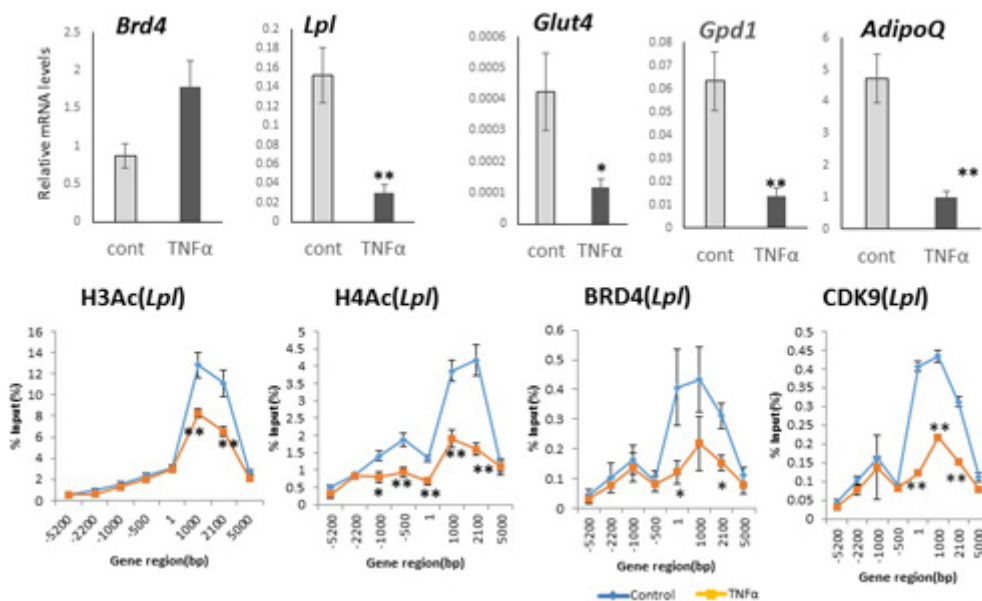 Brd4
Relative mRNA levels
2.5
2
1.5
1
0.5
0
cont TNFα
Lpl
0.2
0.18
0.16
0.14
0.12
0.1
0.08
0.06
0.04
0.02
0
**
cont TNFα
Glut4
0.0006
0.0005
0.0004
0.0003
0.0002
0.0001
0
*
cont TNFα
Gpd1
0.08
0.07
0.06
0.05
0.04
0.03
0.02
0.01
0
**
cont TNFα
AdipoQ
6
5
4
3
2
1
0
**
cont TNFα
H3Ac(Lpl)
% Input(%)
16
14
12
10
8
6
4
2
0
** **
-5200 -2200 -1000 -500 1 1000 2100 5000
Gene region(bp)
H4Ac(Lpl)
% Input(%)
5
4.5
4
3.5
3
2.5
2
1.5
1
0.5
0
* ** ** ** **
-5200 -2200 -1000 -500 1 1000 2100 5000
Gene region(bp)
BRD4(Lpl)
% Input(%)
0.6
0.5
0.4
0.3
0.2
0.1
0
* *
-5200 -2200 -1000 -500 1 1000 2100 5000
Gene region(bp)
CDK9(Lpl)
% Input(%)
0.5
0.45
0.4
0.35
0.3
0.25
0.2
0.15
0.1
0.05
0
** ** **
-5200 -2200 -1000 -500 1 1000 2100 5000
Gene region(bp)
Control TNFα